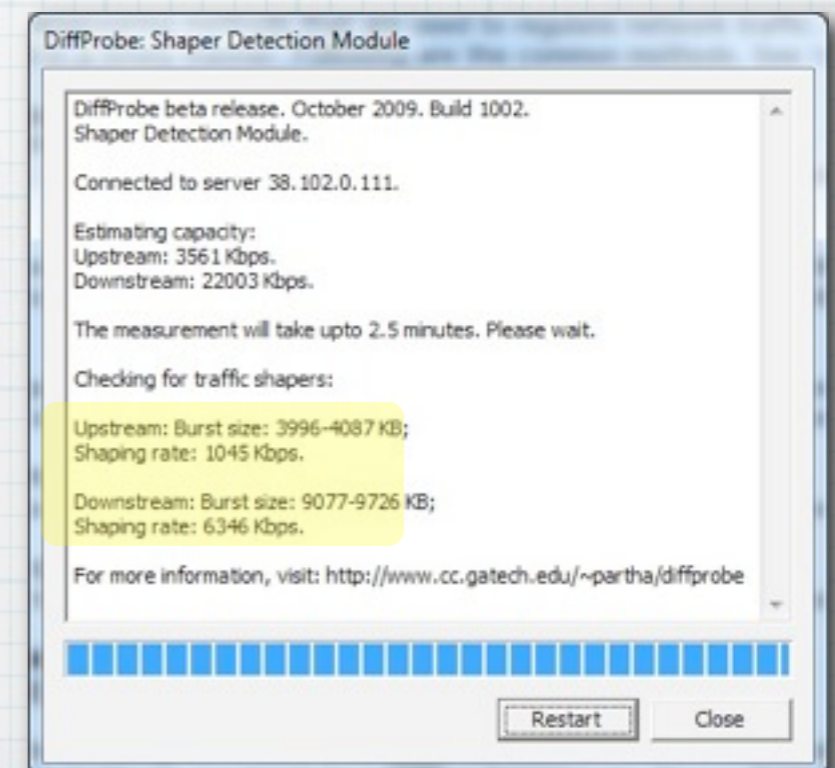 DiffProbe: Shaper Detection Module
DiffProbe beta release. October 2009. Build 1002.
Shaper Detection Module.
Connected to server 38.102.0.111.
Estimating capacity:
Upstream: 3561 Kbps.
Downstream: 22003 Kbps.
The measurement will take upto 2.5 minutes. Please wait.
Checking for traffic shapers:
Upstream: Burst size: 3996-4087 KB;
Shaping rate: 1045 Kbps.
Downstream: Burst size: 9077-9726 KB;
Shaping rate: 6346 Kbps.
For more information, visit: http://www.cc.gatech.edu/~partha/diffprobe
Restart
Close